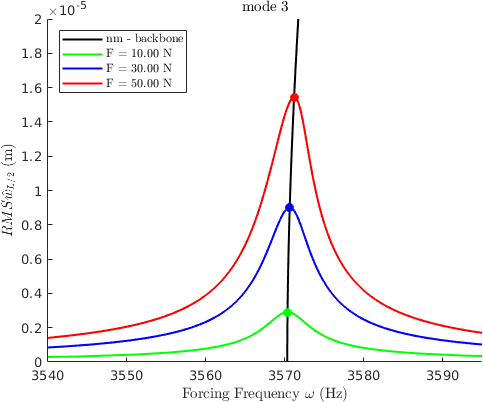 mode 3
×10⁻⁵
nm - backbone
F = 10.00 N
F = 30.00 N
F = 50.00 N
2
1.8
1.6
1.4
1.2
1
0.8
0.6
0.4
0.2
0
RMS ŵ_{L/2} (m)
3540 3550 3560 3570 3580 3590
Forcing Frequency ω (Hz)